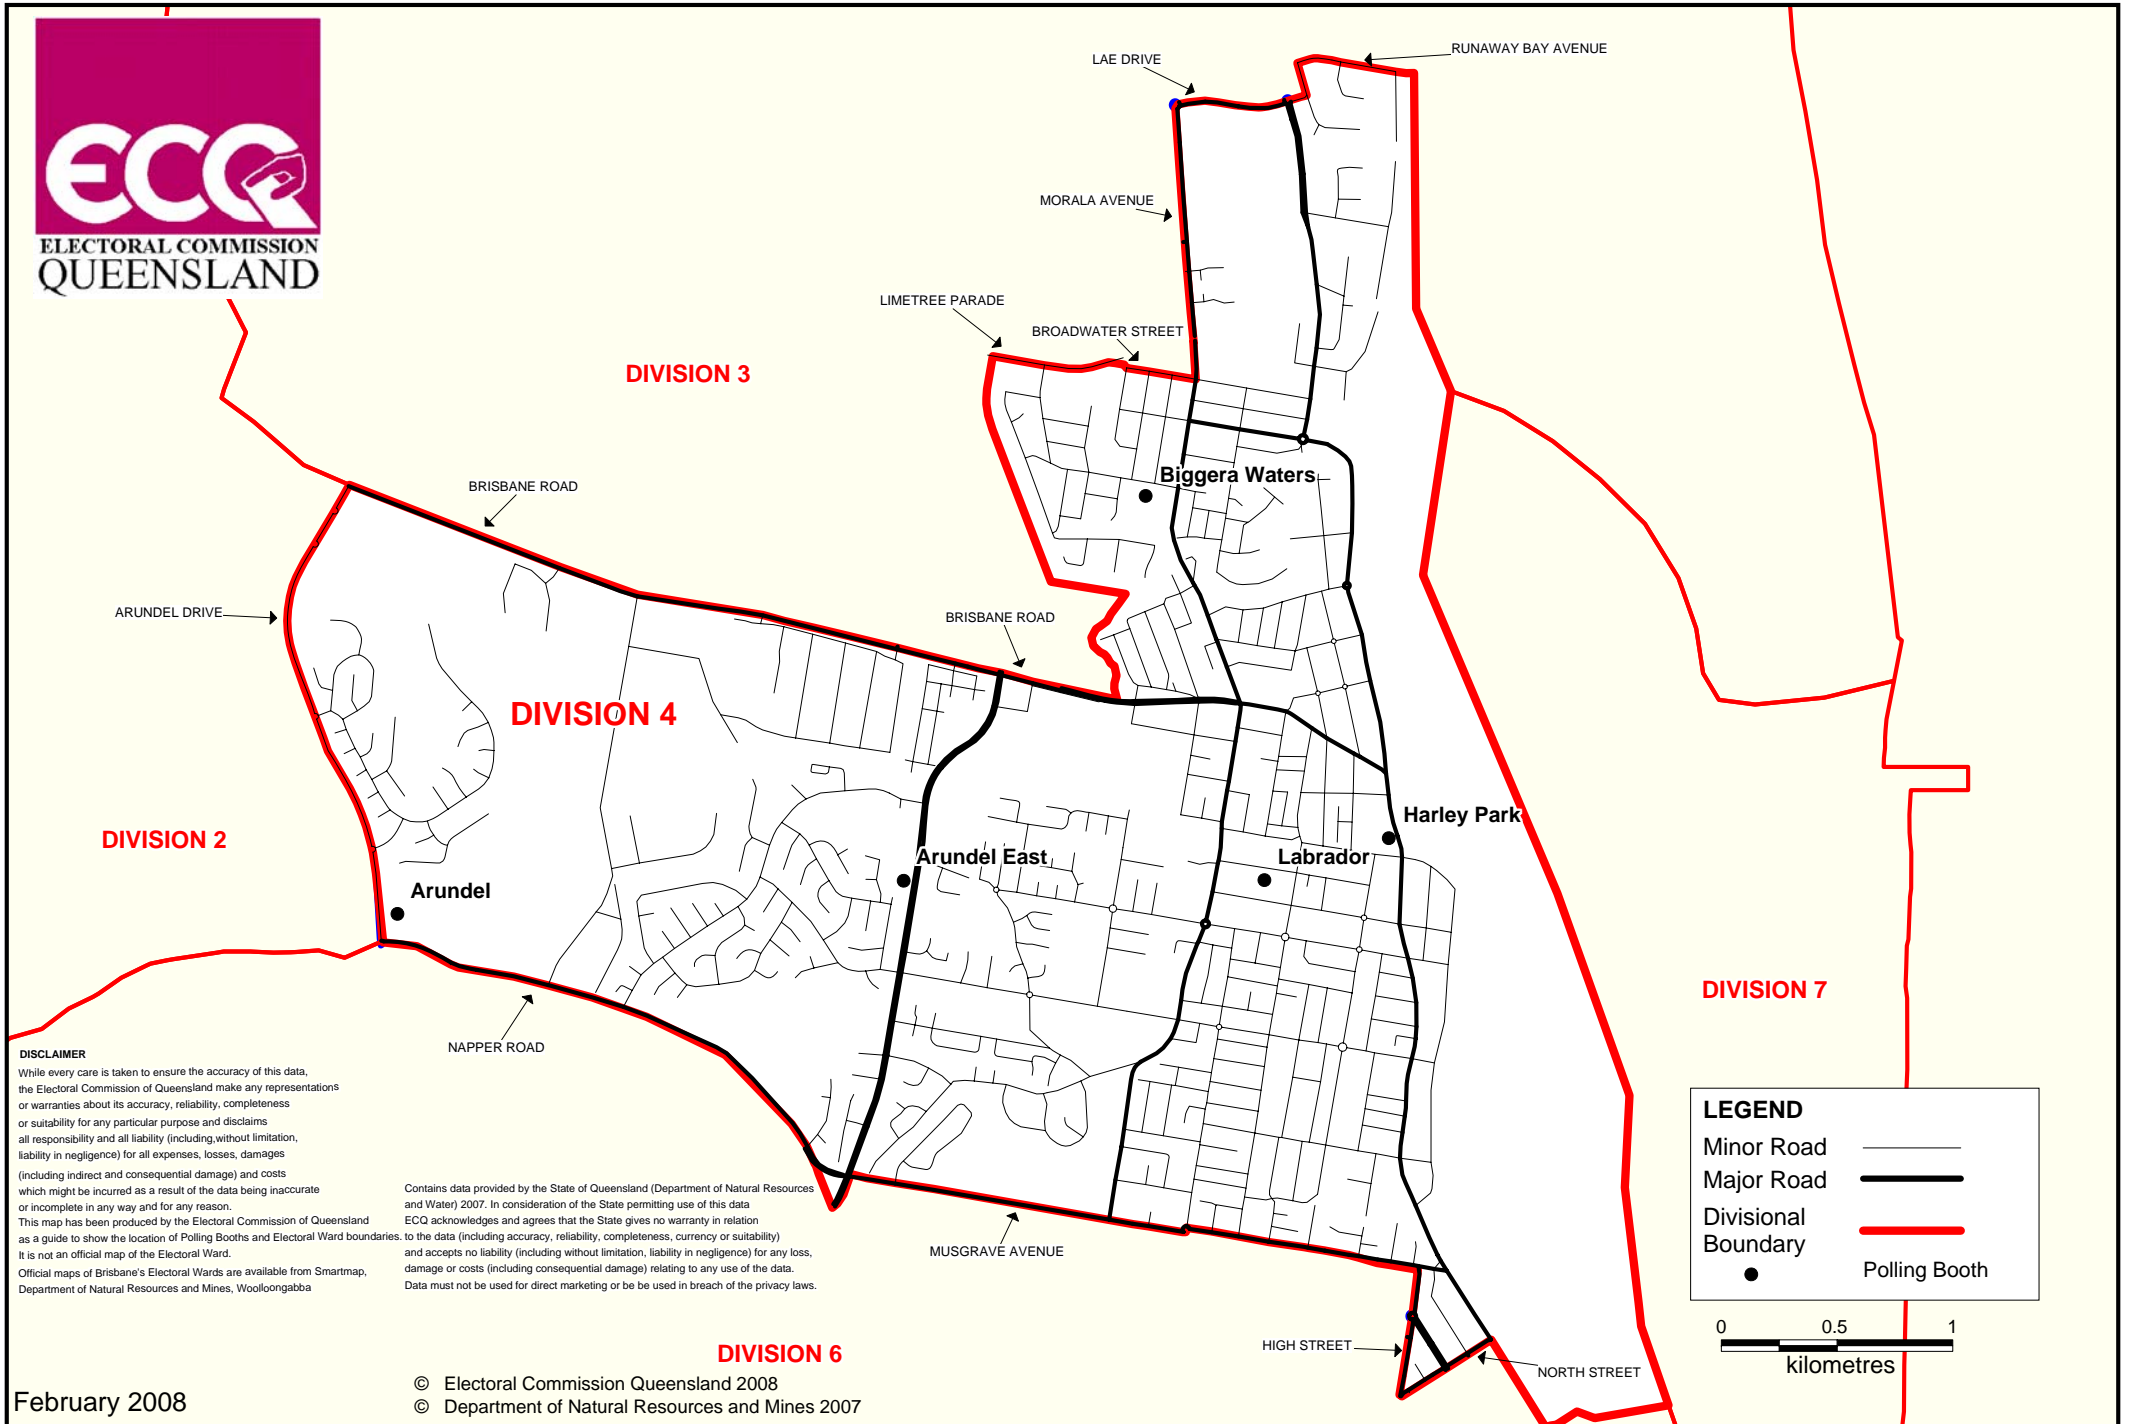 ECQ
ELECTORAL COMMISSION
QUEENSLAND
LAE DRIVE
RUNAWAY BAY AVENUE
MORALA AVENUE
LIMETREE PARADE
BROADWATER STREET
DIVISION 3
Biggera Waters
BRISBANE ROAD
ARUNDEL DRIVE
BRISBANE ROAD
DIVISION 4
Harley Park
DIVISION 2
Arundel East
Labrador
Arundel
DIVISION 7
NAPPER ROAD
DISCLAIMER
While every care is taken to ensure the accuracy of this data,
the Electoral Commission of Queensland make any representations
or warranties about its accuracy, reliability, completeness
or suitability for any particular purpose and disclaims
all responsibility and all liability (including,without limitation,
liability in negligence) for all expenses, losses, damages
(including indirect and consequential damage) and costs
which might be incurred as a result of the data being inaccurate
or incomplete in any way and for any reason.
This map has been produced by the Electoral Commission of Queensland
as a guide to show the location of Polling Booths and Electoral Ward boundaries.
It is not an official map of the Electoral Ward.
Official maps of Brisbane's Electoral Wards are available from Smartmap,
Department of Natural Resources and Mines, Woolloongabba
Contains data provided by the State of Queensland (Department of Natural Resources
and Water) 2007. In consideration of the State permitting use of this data
ECQ acknowledges and agrees that the State gives no warranty in relation
to the data (including accuracy, reliability, completeness, currency or suitability)
and accepts no liability (including without limitation, liability in negligence) for any loss,
damage or costs (including consequential damage) relating to any use of the data.
Data must not be used for direct marketing or be be used in breach of the privacy laws.
MUSGRAVE AVENUE
LEGEND
Minor Road
Major Road
Divisional
Boundary
Polling Booth
0 0.5 1
kilometres
HIGH STREET
NORTH STREET
DIVISION 6
February 2008
© Electoral Commission Queensland 2008
© Department of Natural Resources and Mines 2007